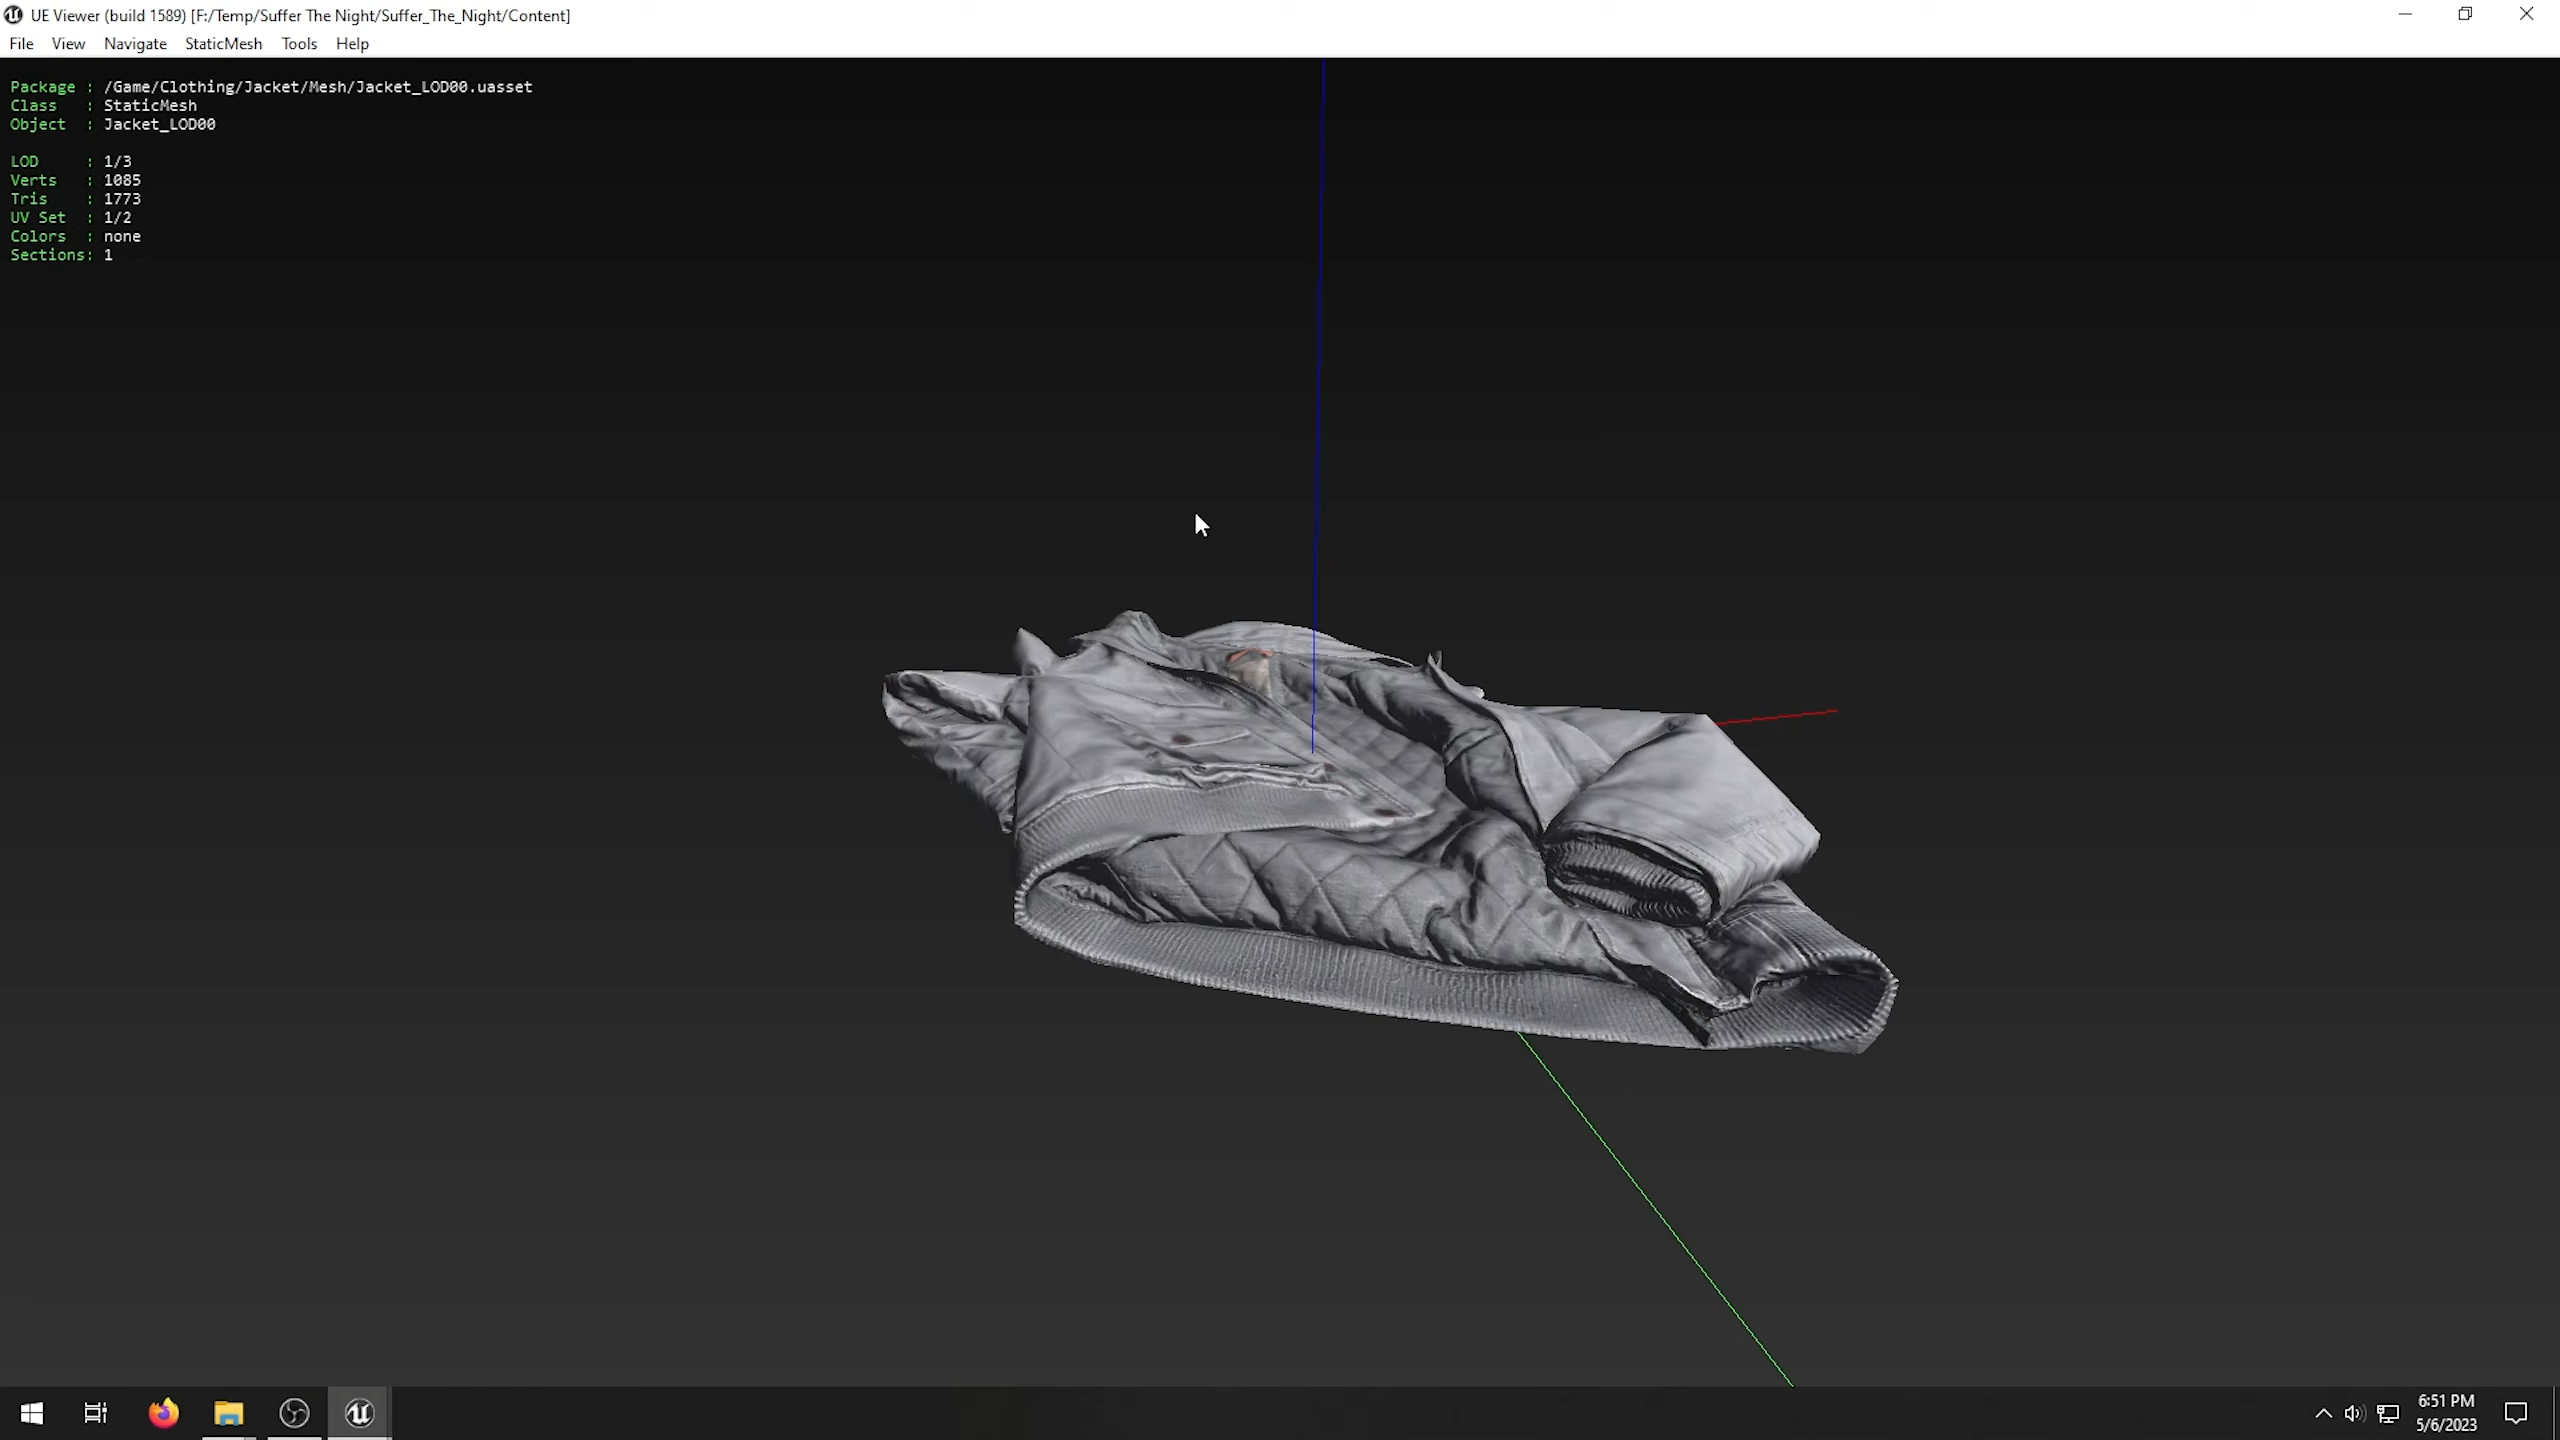 UE Viewer (build 1589) [F:/Temp/Suffer The Night/Suffer_The_Night/Content]
File View Navigate StaticMesh Tools Help
Package : /Game/Clothing/Jacket/Mesh/Jacket_LOD00.uasset
Class : StaticMesh
Object : Jacket_LOD00
LOD : 1/3
Verts : 1085
Tris : 1773
UV Set : 1/2
Colors : none
Sections: 1
6:51 PM
5/6/2023